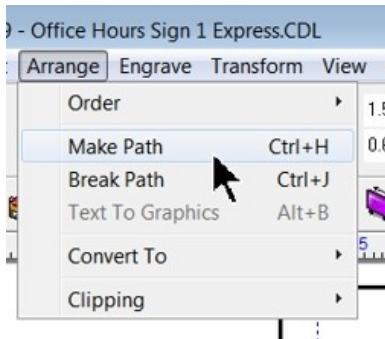 9 - Office Hours Sign 1 Express.CDL
Arrange Engrave Transform View
Order
1.5
Make Path Ctrl+H
0.6
Break Path Ctrl+J
Text To Graphics Alt+B
Convert To
5
Clipping